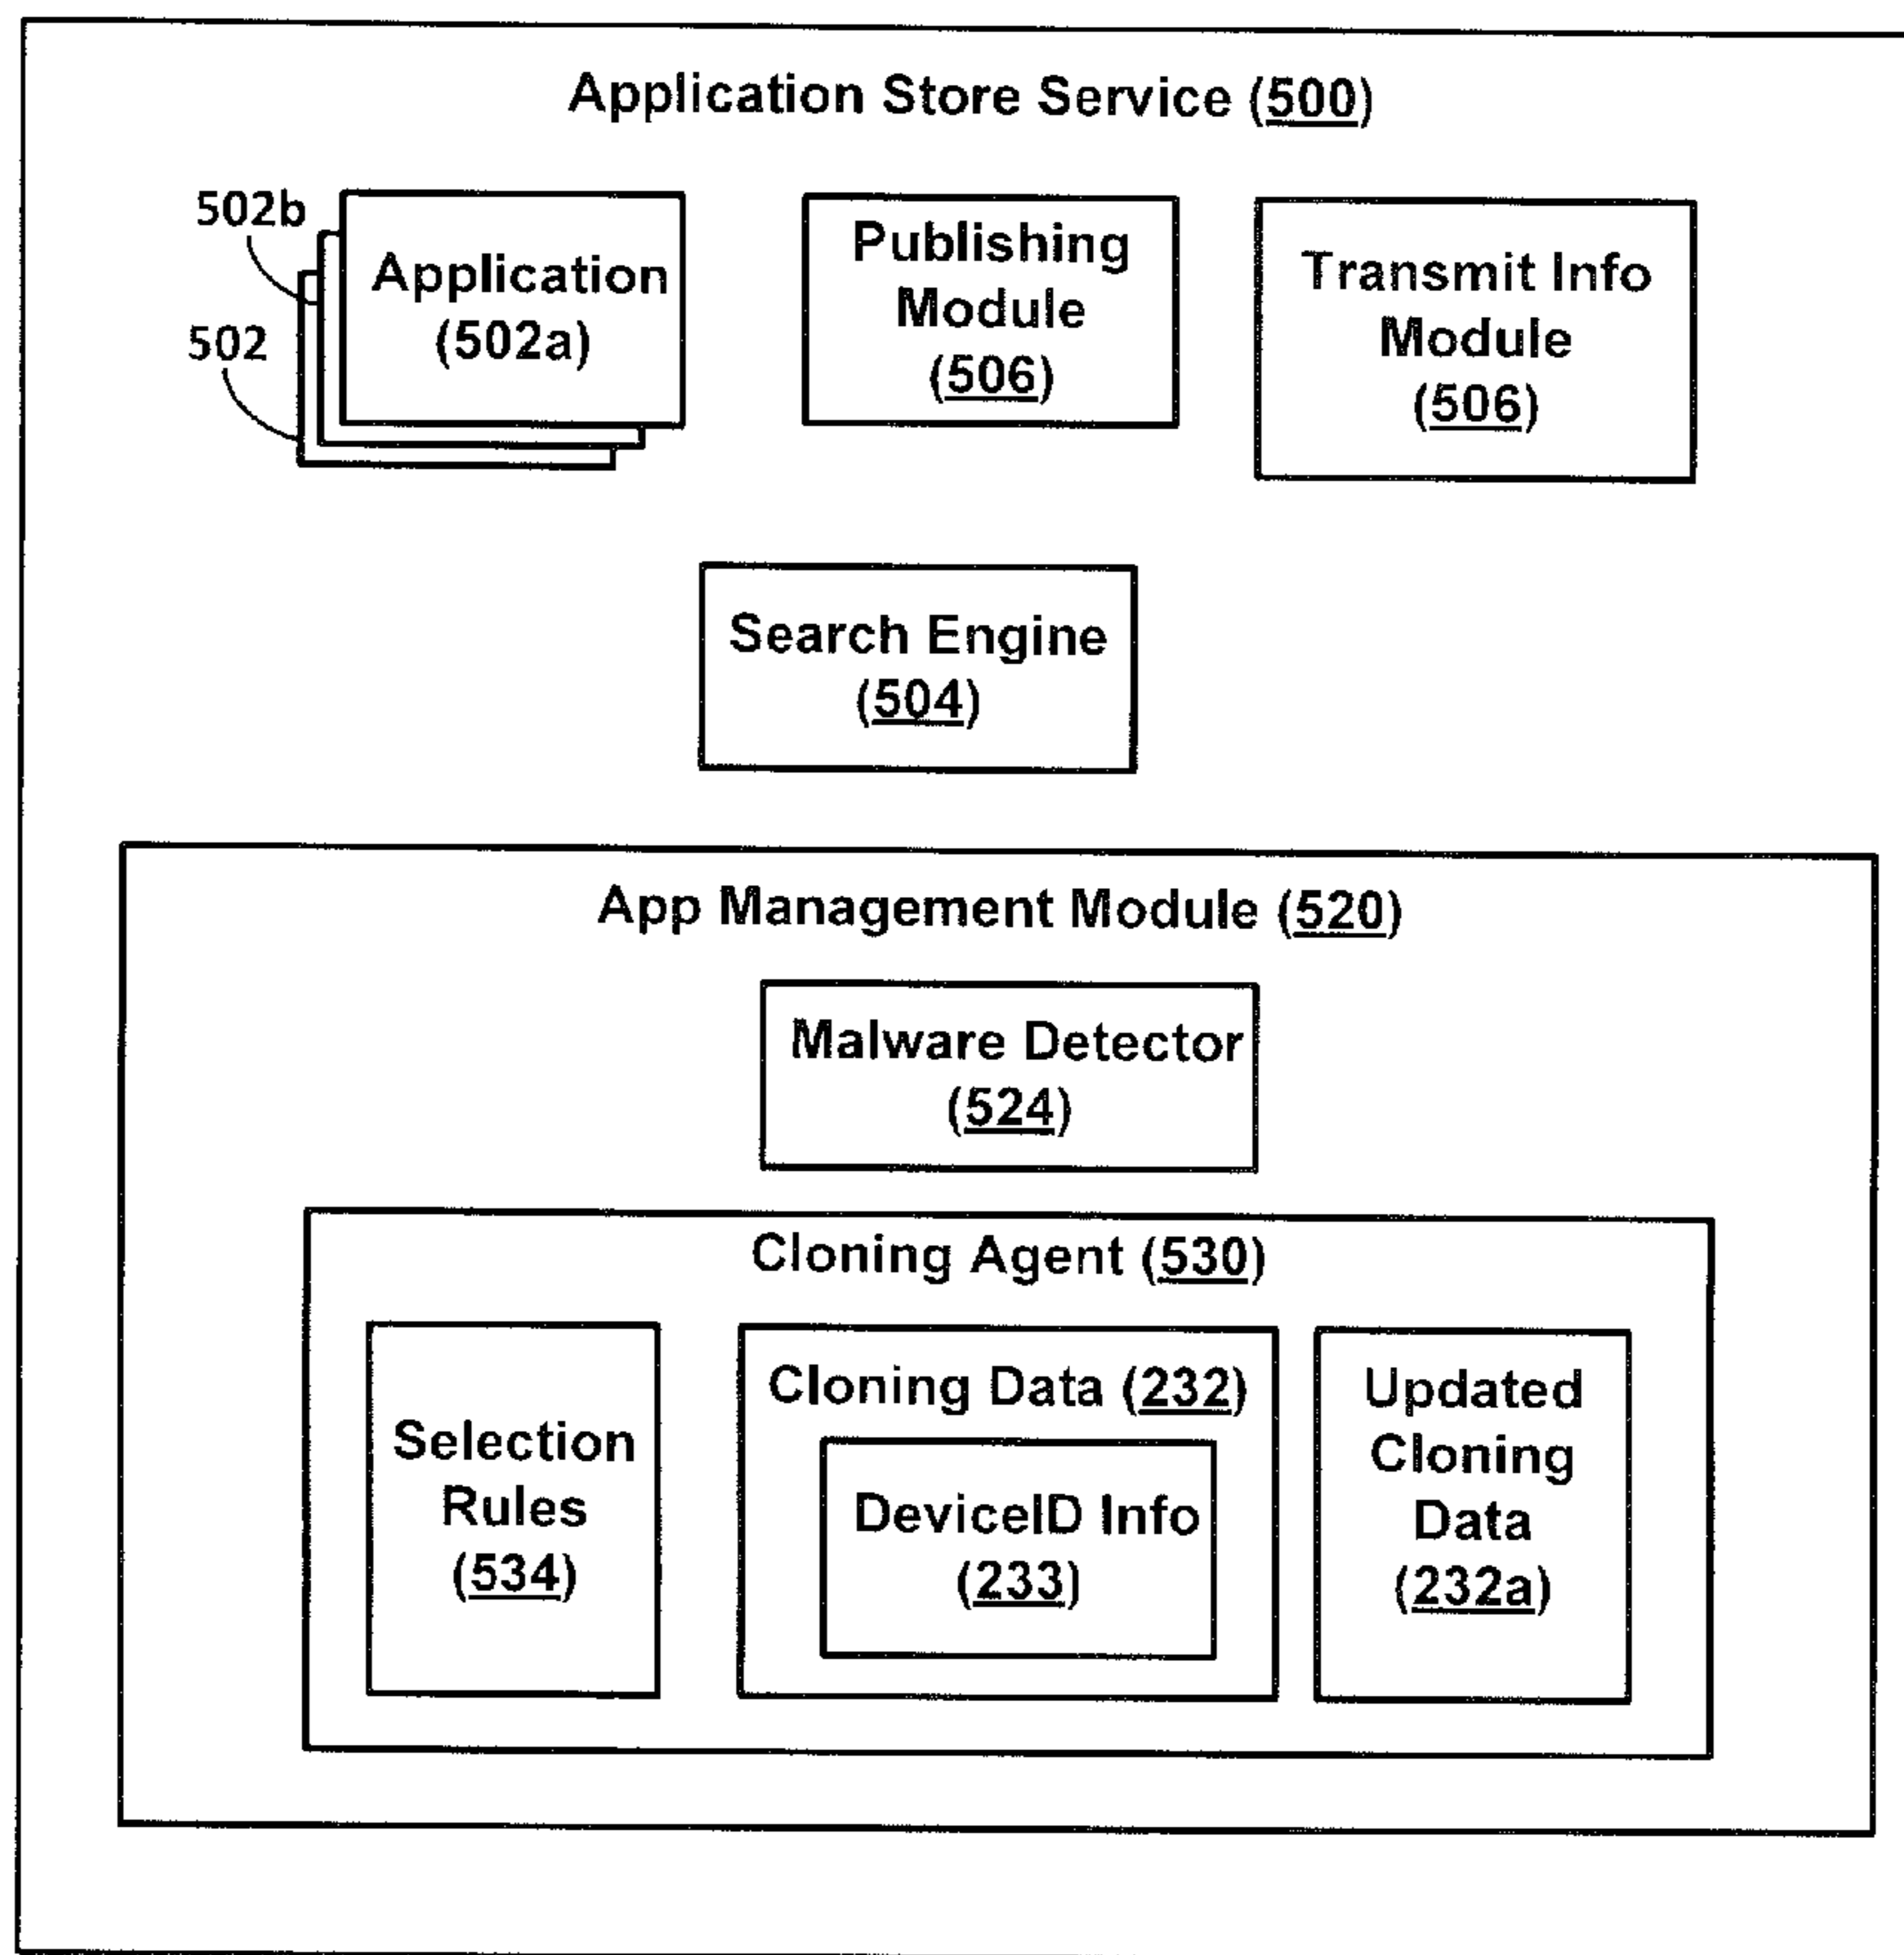 Application Store Service (500)
502b
502
Application
(502a)
Publishing
Module
(506)
Transmit Info
Module
(506)
Search Engine
(504)
App Management Module (520)
Malware Detector
(524)
Cloning Agent (530)
Selection
Rules
(534)
Cloning Data (232)
DeviceID Info
(233)
Updated
Cloning
Data
(232a)